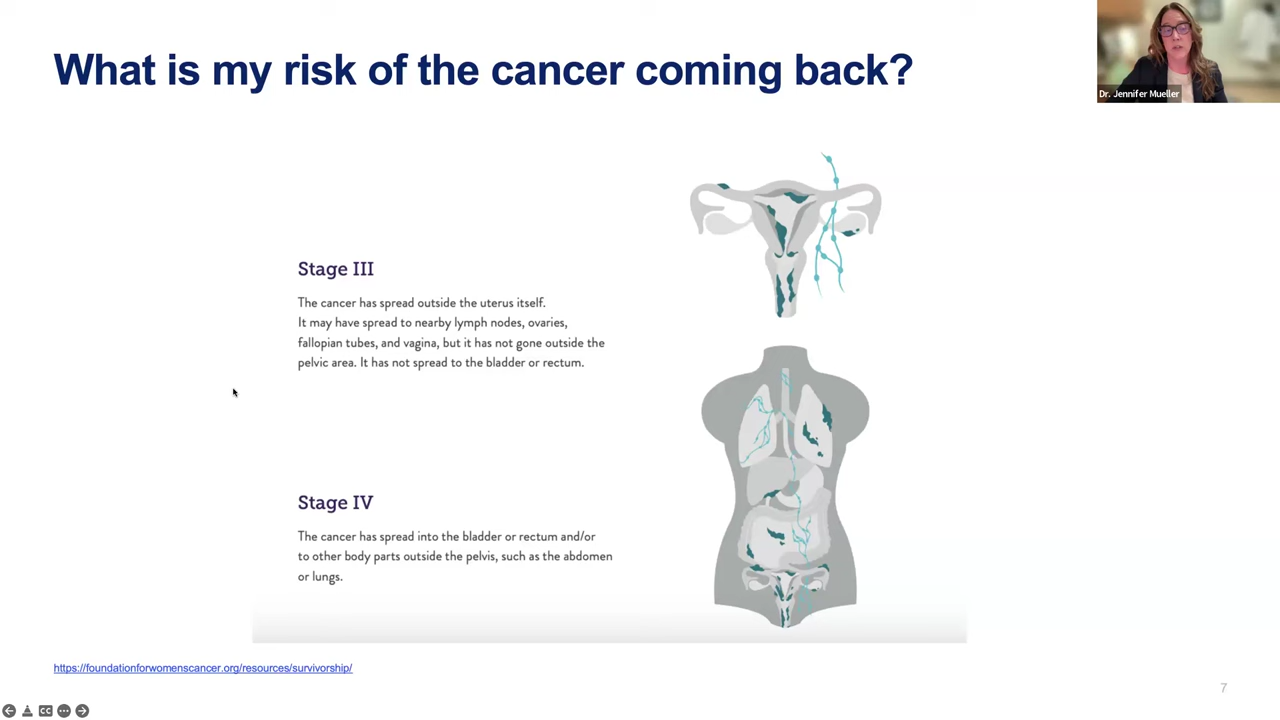 What is my risk of the cancer coming back?
Dr. Jennifer Mueller
Stage III
The cancer has spread outside the uterus itself.
It may have spread to nearby lymph nodes, ovaries,
fallopian tubes, and vagina, but it has not gone outside the
pelvic area. It has not spread to the bladder or rectum.
Stage IV
The cancer has spread into the bladder or rectum and/or
to other body parts outside the pelvis, such as the abdomen
or lungs.
https://foundationforwomenscancer.org/resources/survivorship/
7
CC